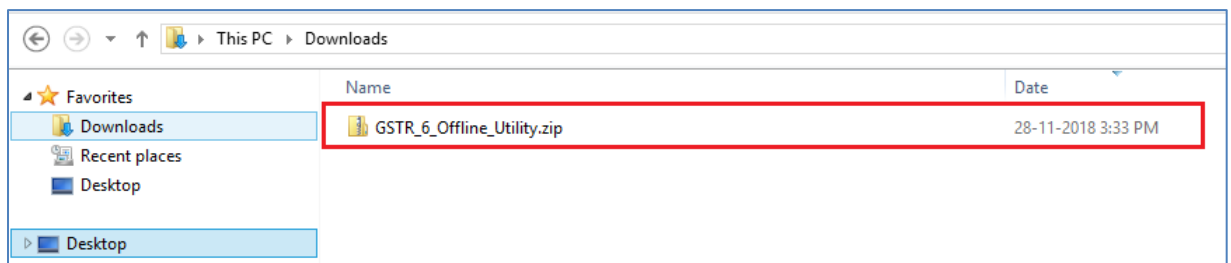 This PC Downloads
Name Date
Favorites
Downloads
Recent places
Desktop
Desktop
GSTR_6_Offline_Utility.zip 28-11-2018 3:33 PM